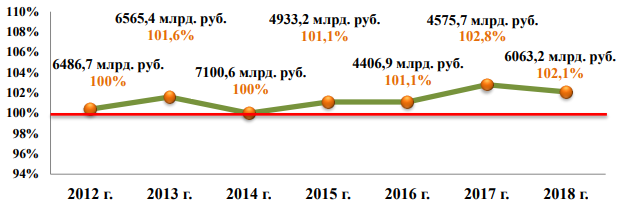 110%
108%
106%
104%
102%
100%
98%
96%
94%
6486,7 млрд. руб.
100%
6565,4 млрд. руб.
101,6%
7100,6 млрд. руб.
100%
4933,2 млрд. руб.
101,1%
4406,9 млрд. руб.
101,1%
4575,7 млрд. руб.
102,8%
6063,2 млрд. руб.
102,1%
2012 г. 2013 г. 2014 г. 2015 г. 2016 г. 2017 г. 2018 г.